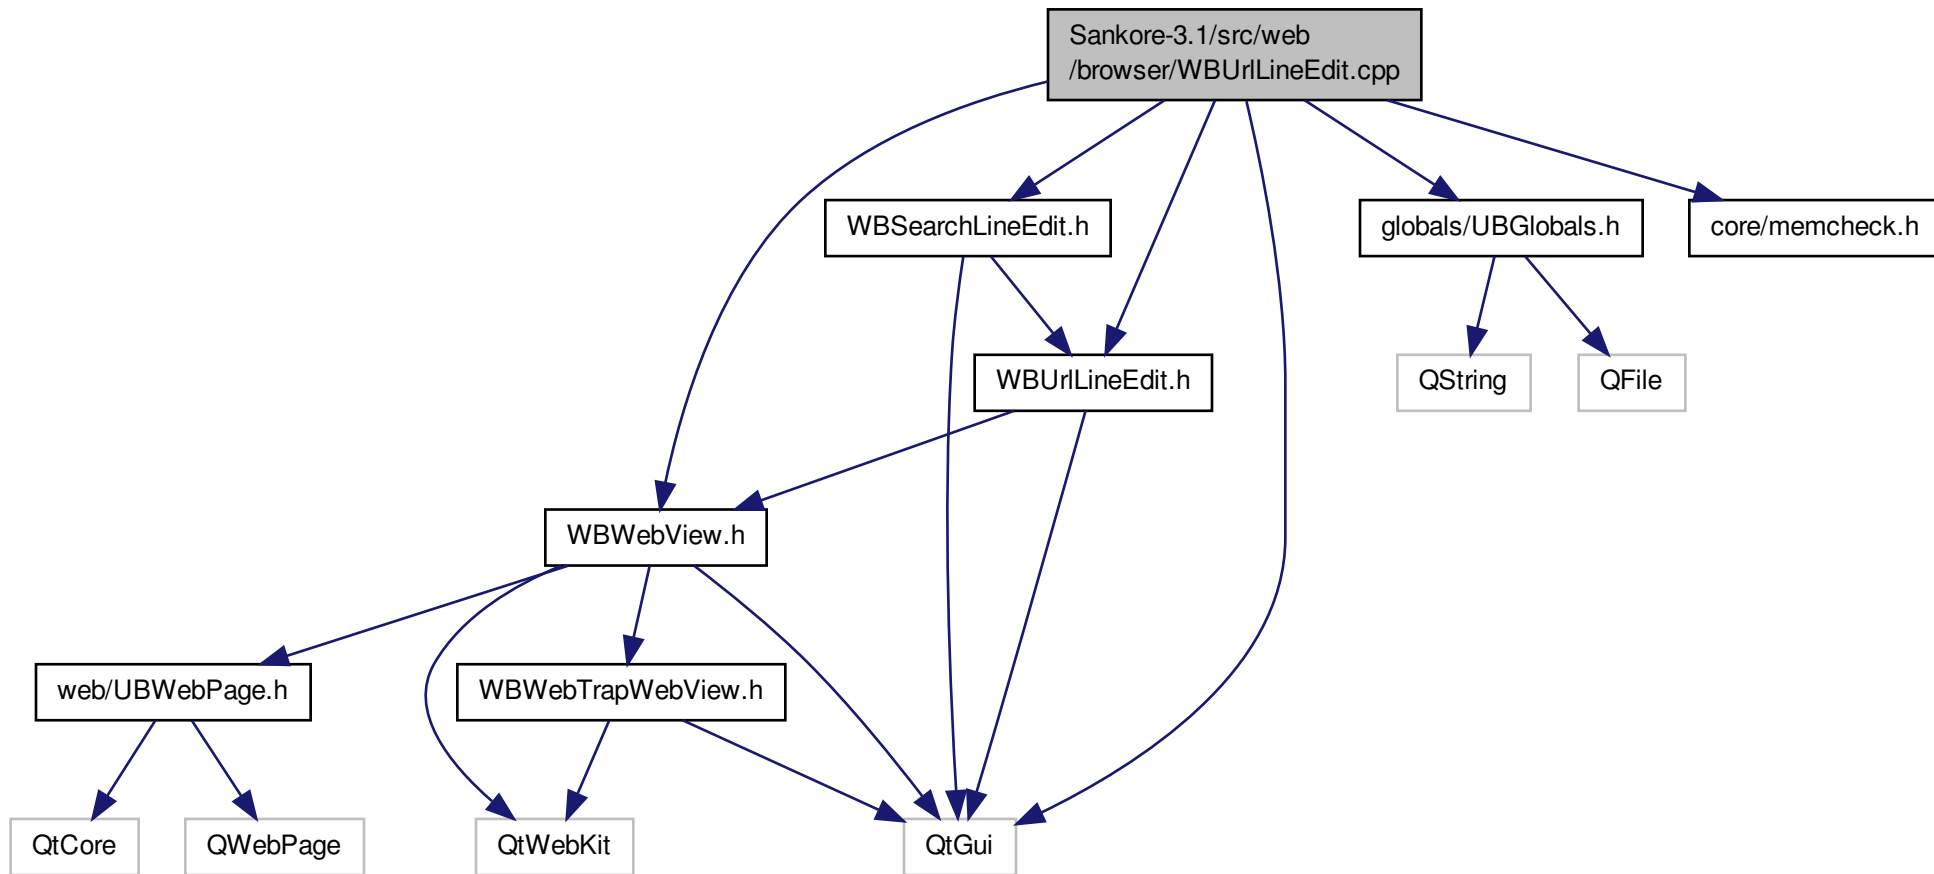 Sankore-3.1/src/web
/browser/WBUrlLineEdit.cpp
WBSearchLineEdit.h
globals/UBGlobals.h
core/memcheck.h
WBUrlLineEdit.h
QString
QFile
WBWebView.h
web/UBWebPage.h
WBWebTrapWebView.h
QtCore
QWebPage
QtWebKit
QtGui